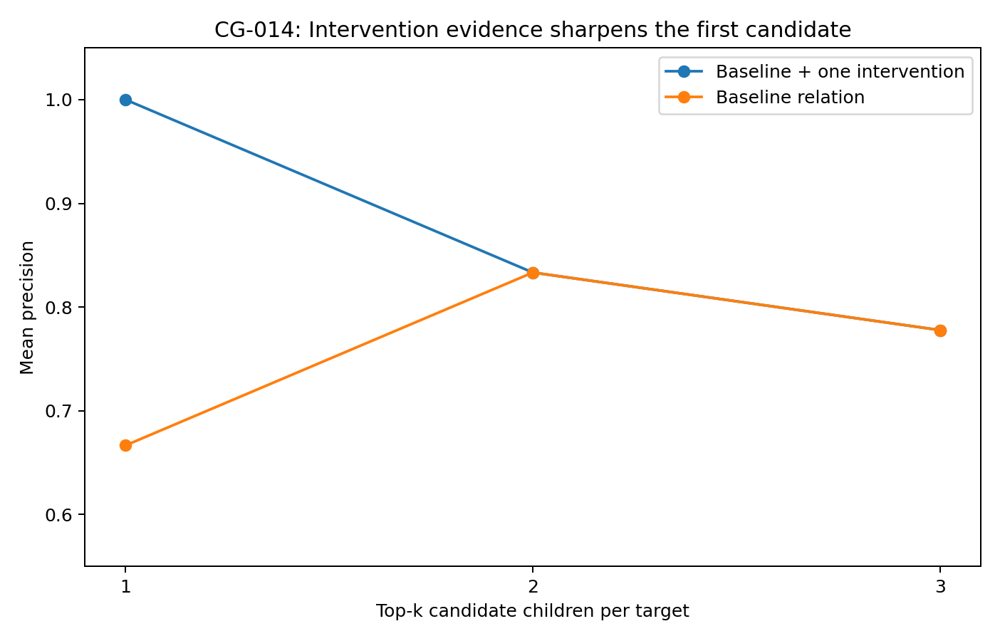 CG-014: Intervention evidence sharpens the first candidate
Baseline + one intervention
Baseline relation
1.0
0.9
0.8
0.7
0.6
Mean precision
1
2
3
Top-k candidate children per target